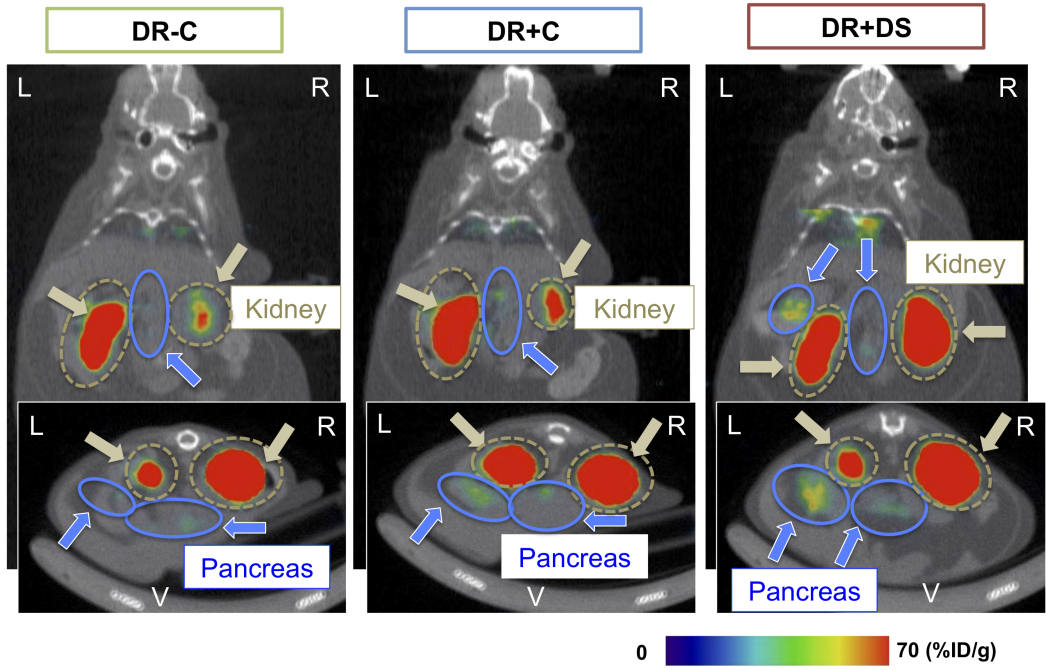 DR-C
DR+C
DR+DS
L R
L R
L R
Kidney
Kidney
Kidney
L R
L R
L R
Pancreas
Pancreas
Pancreas
V
V
V
0 70 (%ID/g)